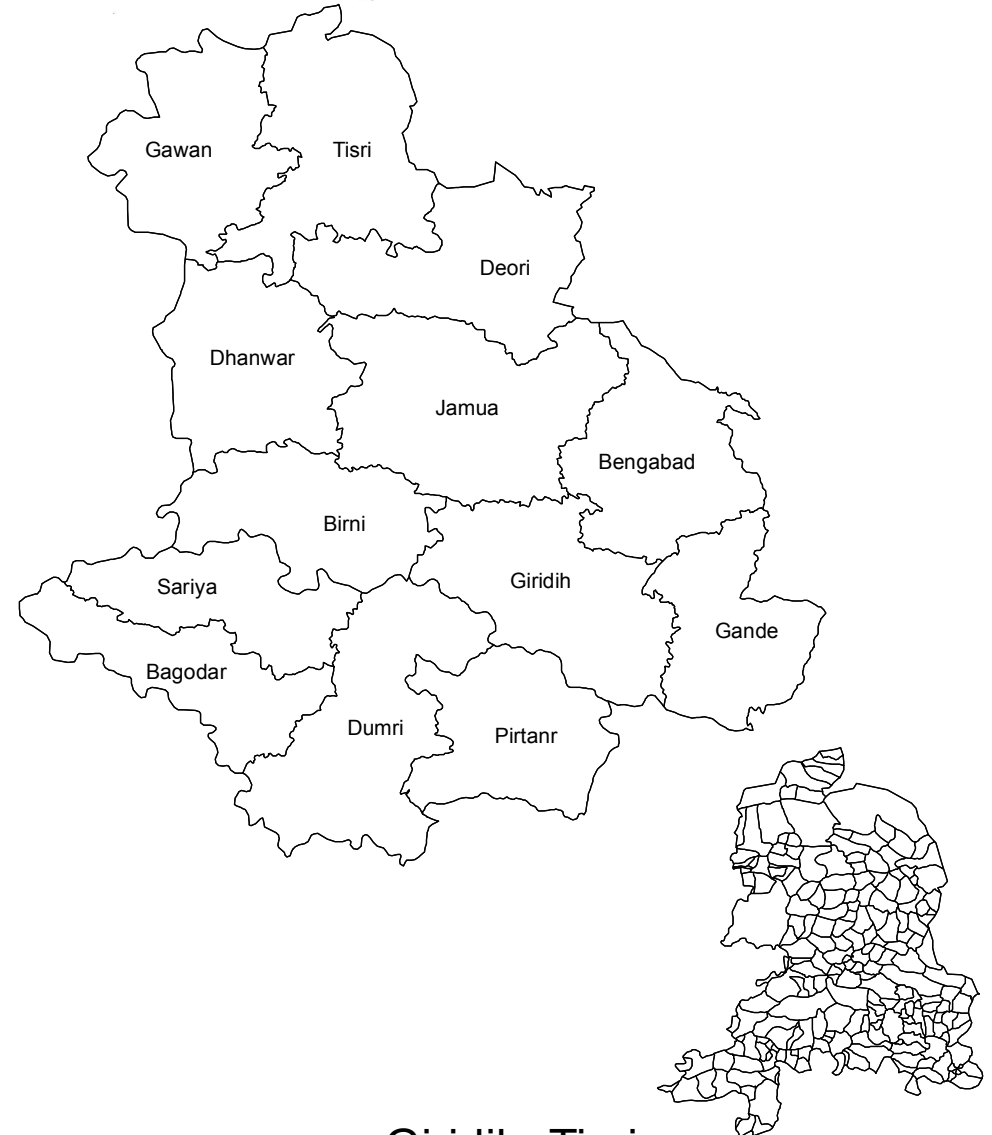 Gawan
Tisri
Deori
Dhanwar
Jamua
Bengabad
Birni
Giridih
Sariya
Gande
Bagodar
Dumri
Pirtanr